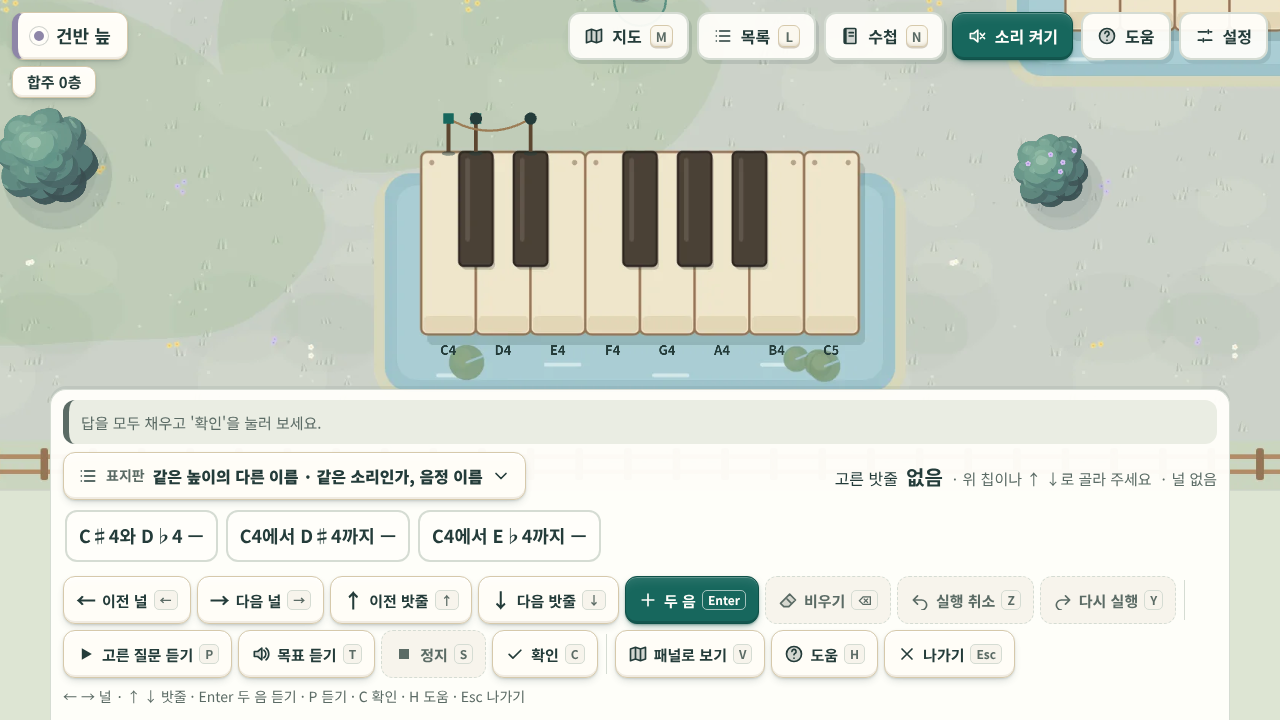 건반 늪
지도 M
목록 L
수첩 N
소리 켜기
도움
설정
합주 0층
C4 D4 E4 F4 G4 A4 B4 C5
답을 모두 채우고 '확인'을 눌러 보세요.
표지판 같은 높이의 다른 이름 · 같은 소리인가, 음정 이름
고른 밧줄 없음 · 위 칩이나 ↑ ↓로 골라 주세요 · 널 없음
C♯4와 D♭4 —
C4에서 D♯4까지 —
C4에서 E♭4까지 —
← 이전 널 ←
→ 다음 널 →
↑ 이전 밧줄 ↑
↓ 다음 밧줄 ↓
+ 두 음 Enter
비우기 ⌫
실행 취소 Z
다시 실행 Y
고른 질문 듣기 P
목표 듣기 T
정지 S
확인 C
패널로 보기 V
도움 H
나가기 Esc
← → 널 · ↑ ↓ 밧줄 · Enter 두 음 듣기 · P 듣기 · C 확인 · H 도움 · Esc 나가기